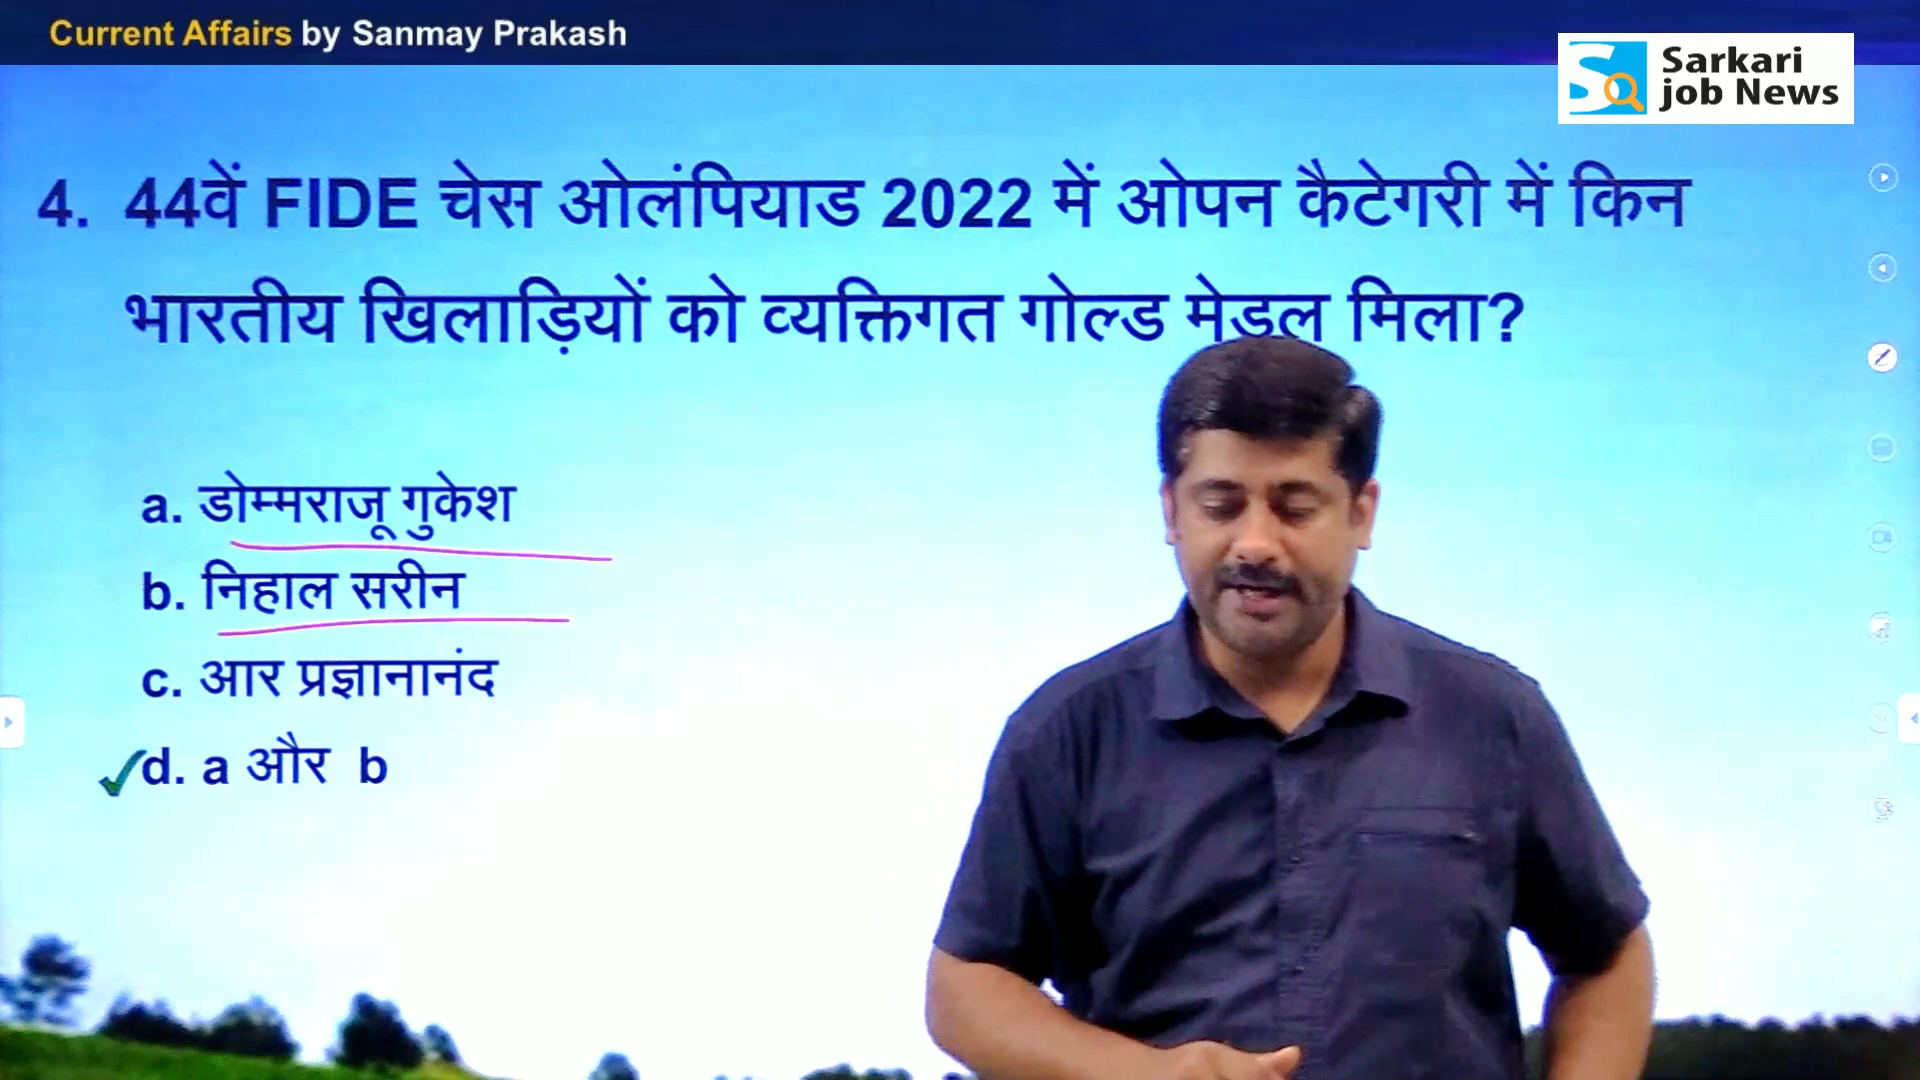 Current Affairs by Sanmay Prakash
Sarkari
job News
4. 44वें FIDE चेस ओलंपियाड 2022 में ओपन कैटेगरी में किन
भारतीय खिलाड़ियों को व्यक्तिगत गोल्ड मेडल मिला?
a. डोम्मराजू गुकेश
b. निहाल सरीन
c. आर प्रज्ञानानंद
d. a और b